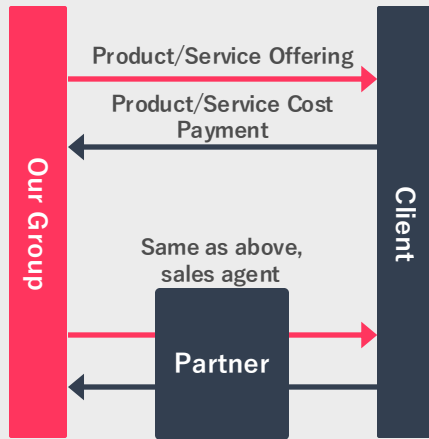 Product/Service Offering
Product/Service Cost
Payment
Our Group
Client
Same as above,
sales agent
Partner